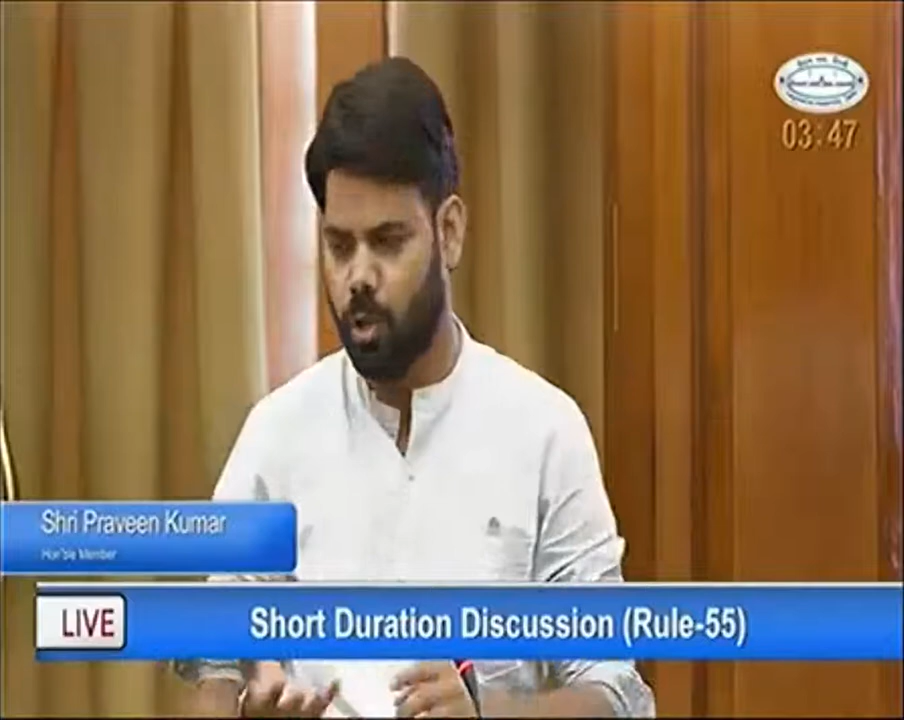 03:47
Shri Praveen Kumar
Hon'ble Member
LIVE
Short Duration Discussion (Rule-55)